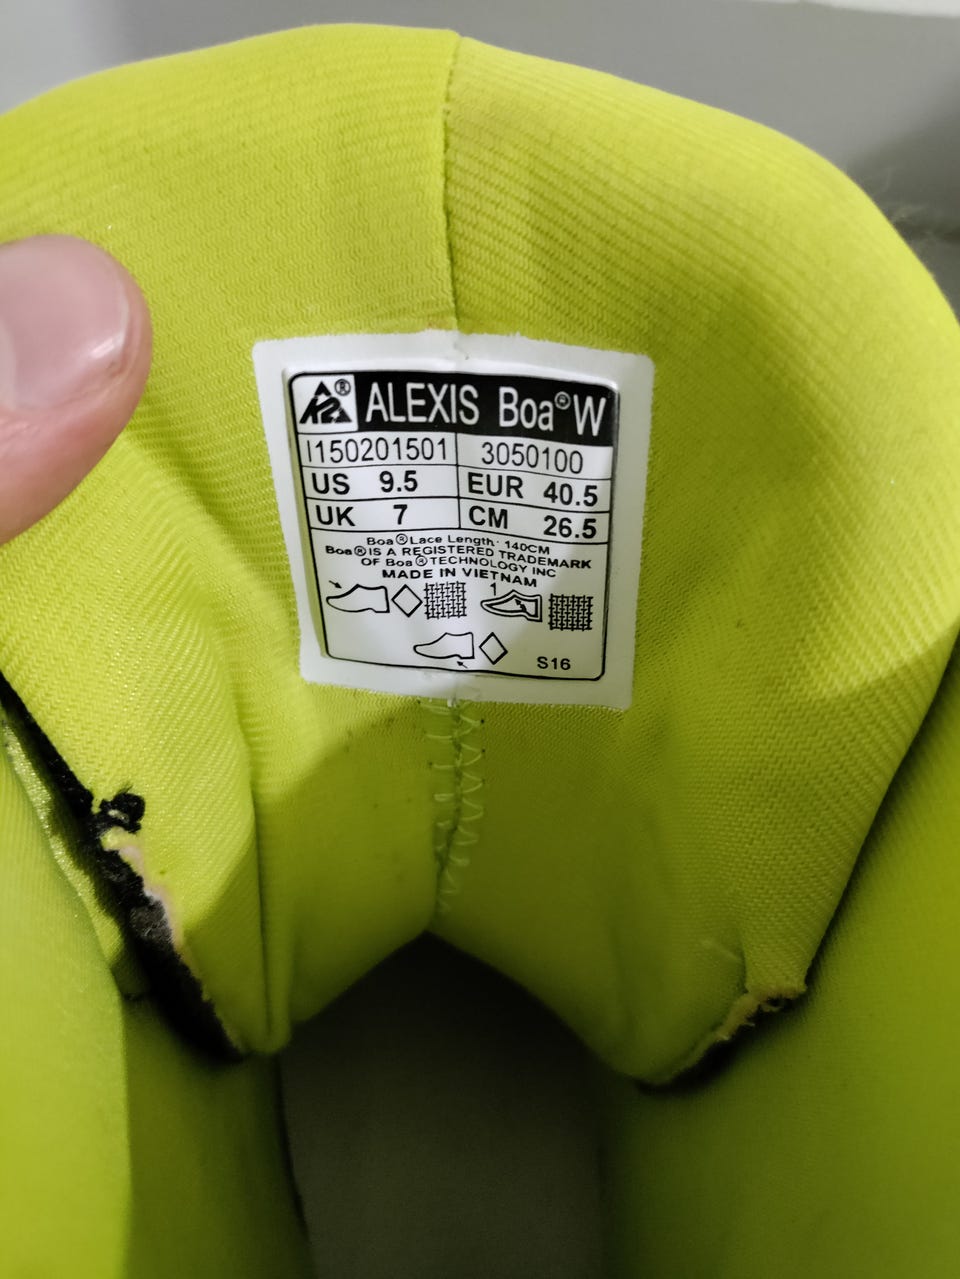 K2® ALEXIS Boa® W
I150201501 3050100
US 9.5 EUR 40.5
UK 7 CM 26.5
Boa® Lace Length: 140CM
Boa® IS A REGISTERED TRADEMARK
OF Boa® TECHNOLOGY INC
MADE IN VIETNAM
1
S16